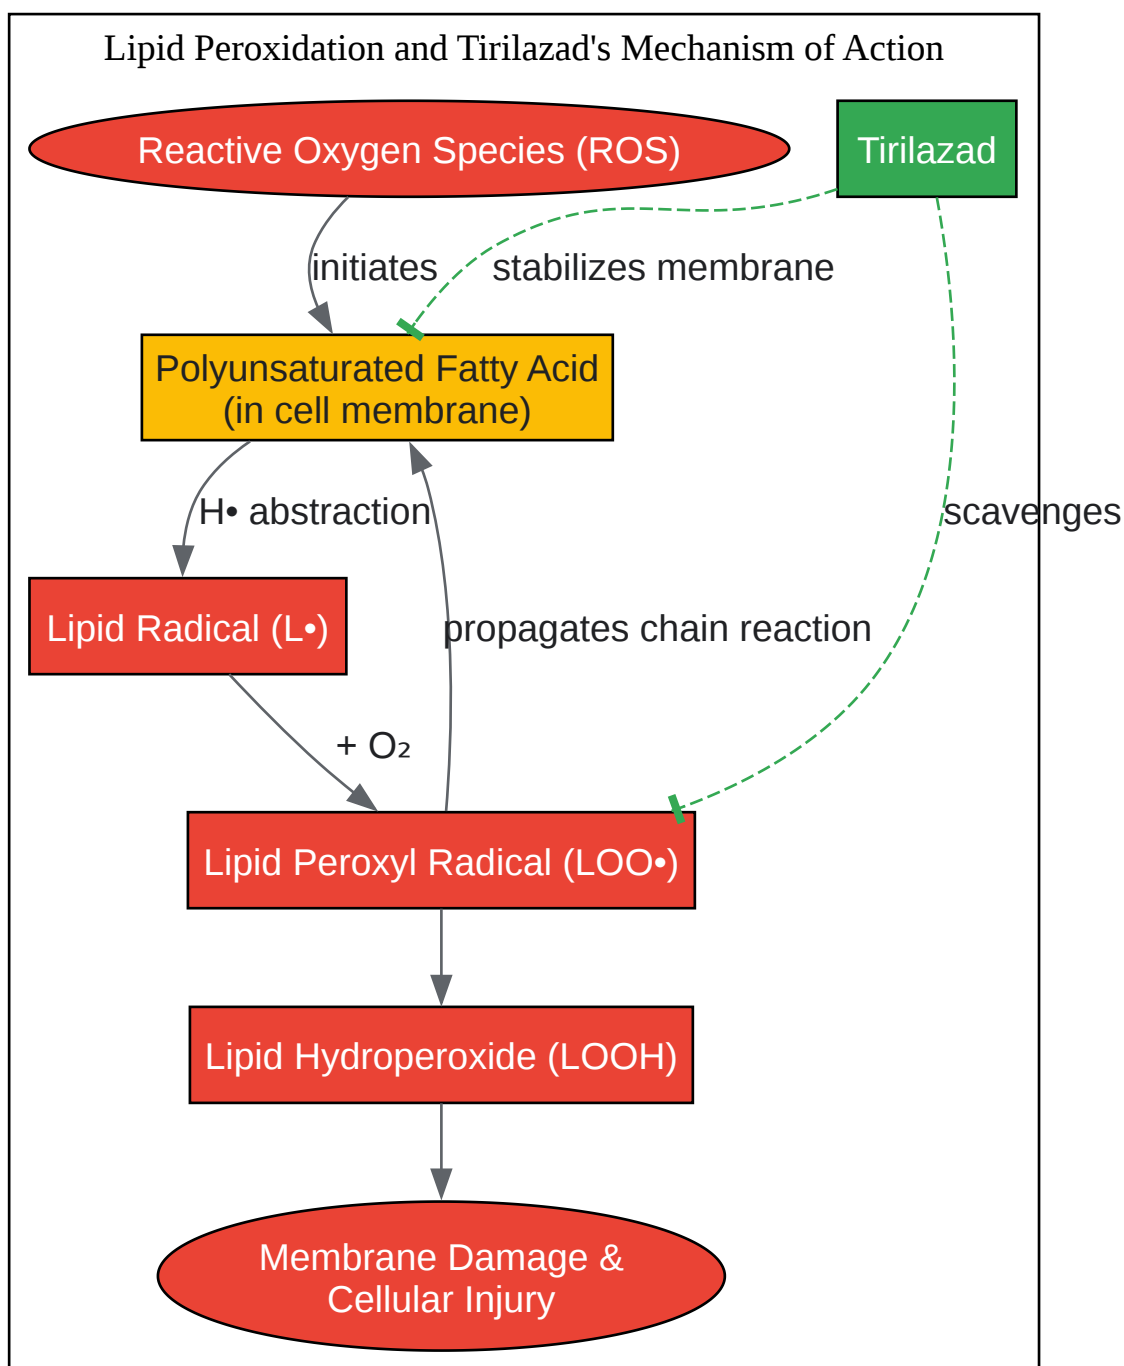 Lipid Peroxidation and Tirilazad's Mechanism of Action
Reactive Oxygen Species (ROS)
Tirilazad
initiates
stabilizes membrane
Polyunsaturated Fatty Acid
(in cell membrane)
H• abstraction
scavenges
Lipid Radical (L•)
propagates chain reaction
+ O₂
Lipid Peroxyl Radical (LOO•)
Lipid Hydroperoxide (LOOH)
Membrane Damage &
Cellular Injury